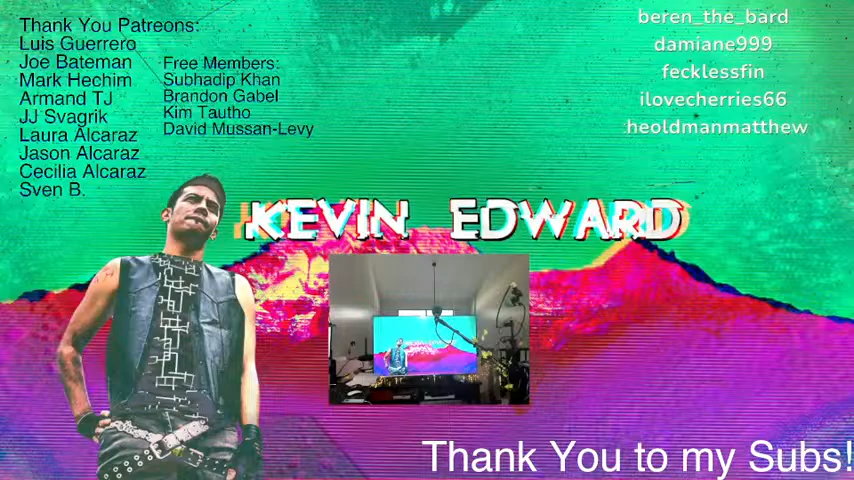 Thank You Patreons:
Luis Guerrero
Joe Bateman
Mark Hechim
Armand TJ
JJ Svagrik
Laura Alcaraz
Jason Alcaraz
Cecilia Alcaraz
Sven B.
Free Members:
Subhadip Khan
Brandon Gabel
Kim Tautho
David Mussan-Levy
beren_the_bard
damiane999
fecklessfin
ilovecherries66
heoldmanmatthew
KEVIN EDWARD
Thank You to my Subs!